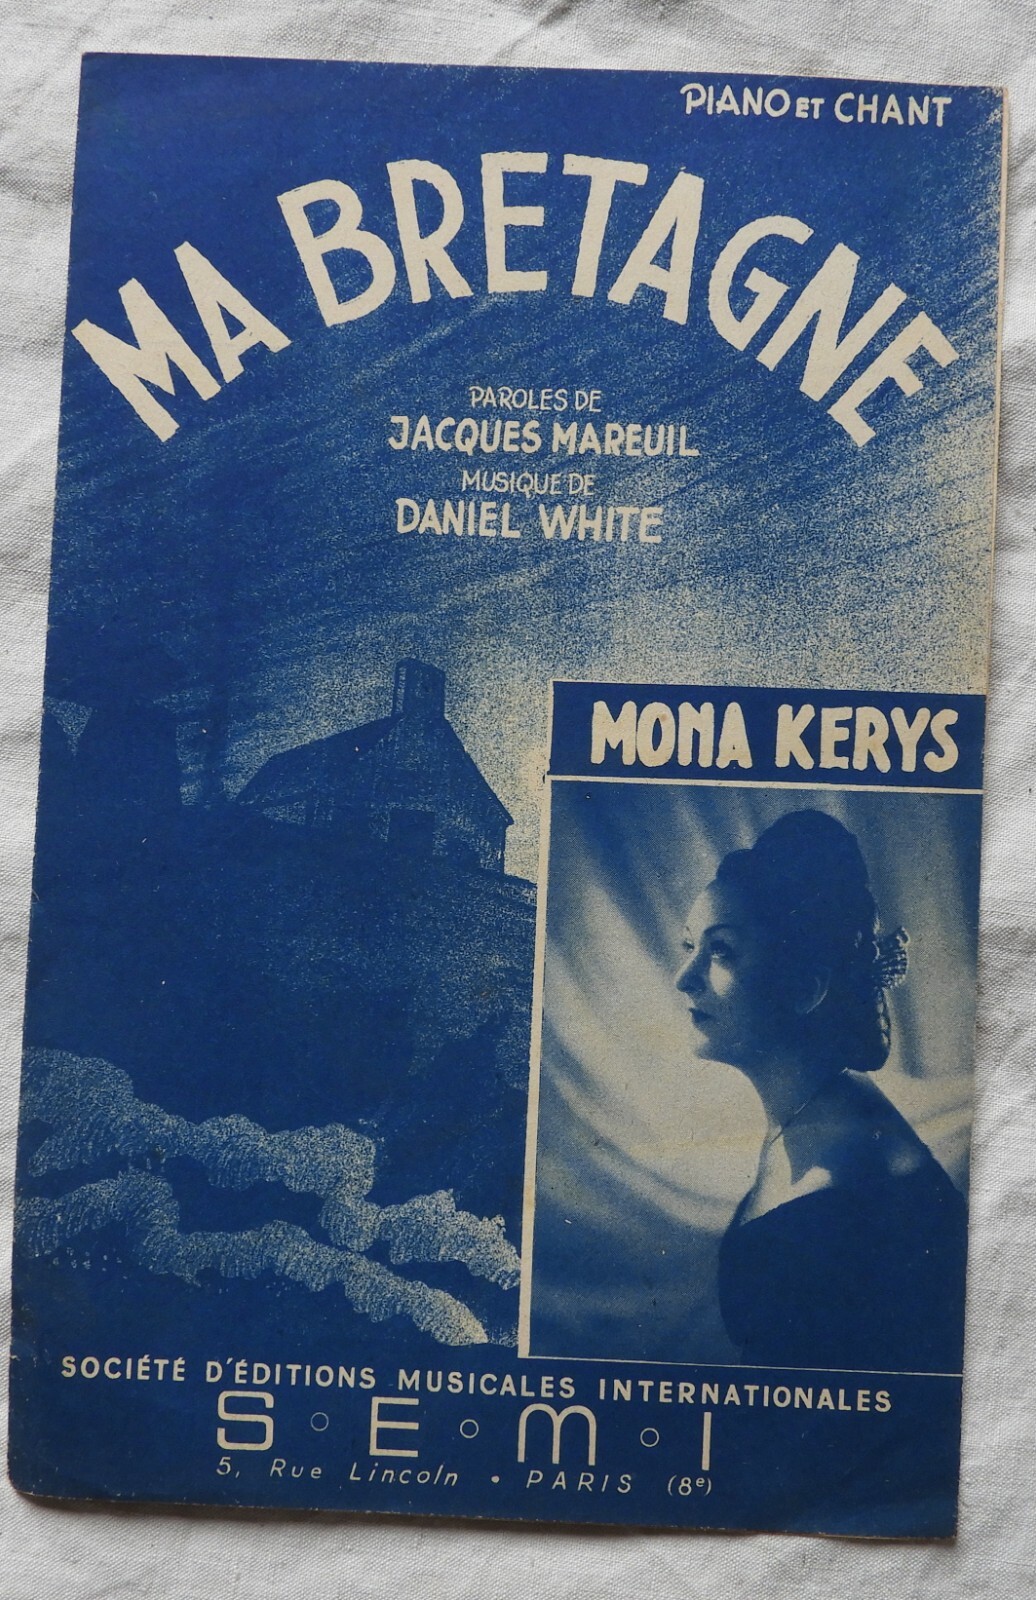 PIANO ET CHANT
MA BRETAGNE
PAROLES DE
JACQUES MAREUIL
MUSIQUE DE
DANIEL WHITE
MONA KERYS
SOCIÉTÉ D'ÉDITIONS MUSICALES INTERNATIONALES
S.E.M.I
5, Rue Lincoln • PARIS (8e)